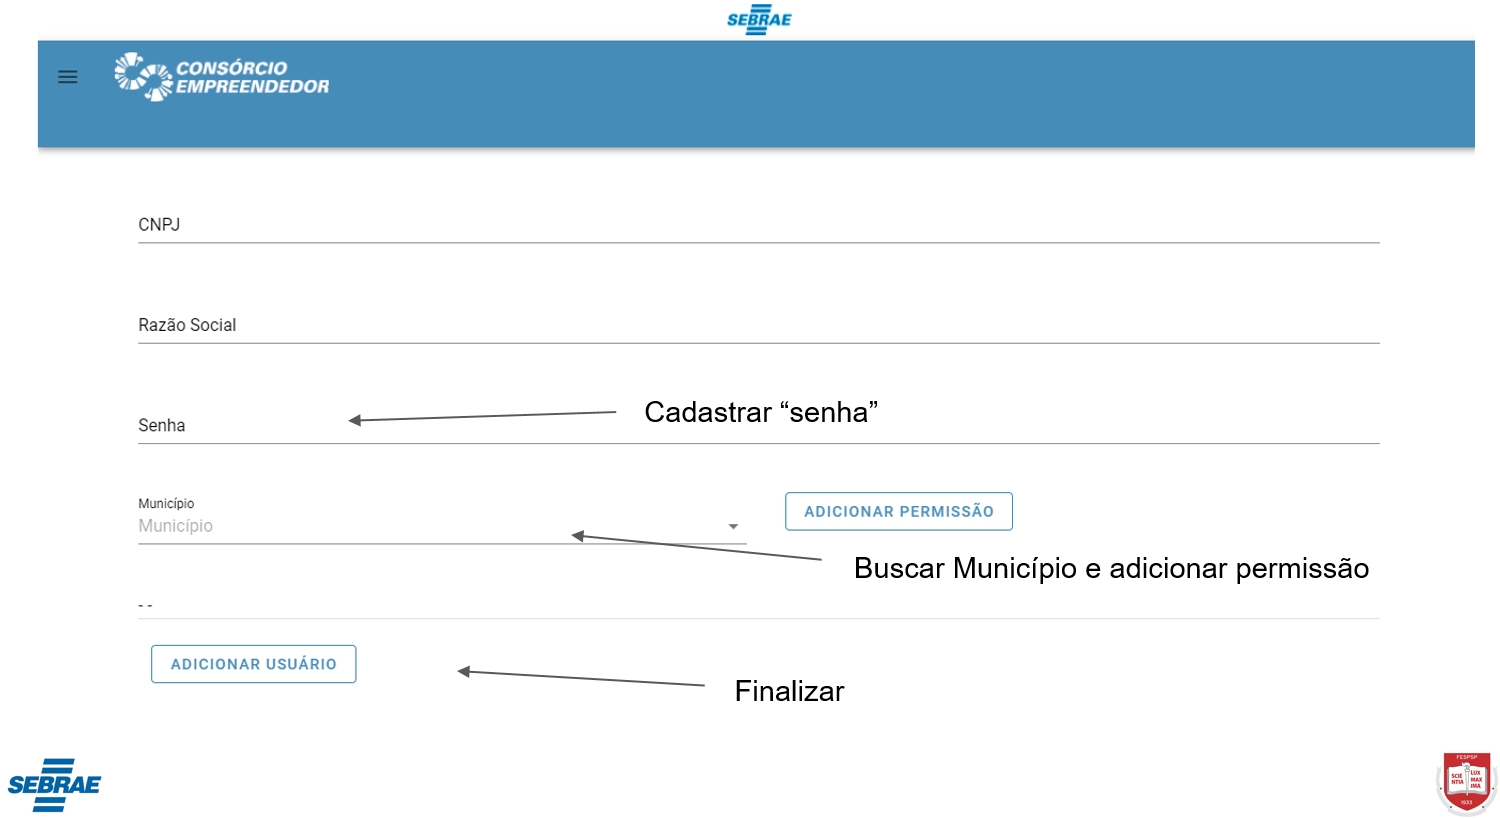 SEBRAE
CONSÓRCIO
EMPREENDEDOR
CNPJ
Razão Social
Senha
Cadastrar “senha”
Município
Município
ADICIONAR PERMISSÃO
Buscar Município e adicionar permissão
- -
ADICIONAR USUÁRIO
Finalizar
SEBRAE
FESPSP
SCIE
NTIA
LUX
MAX
IMA
1933